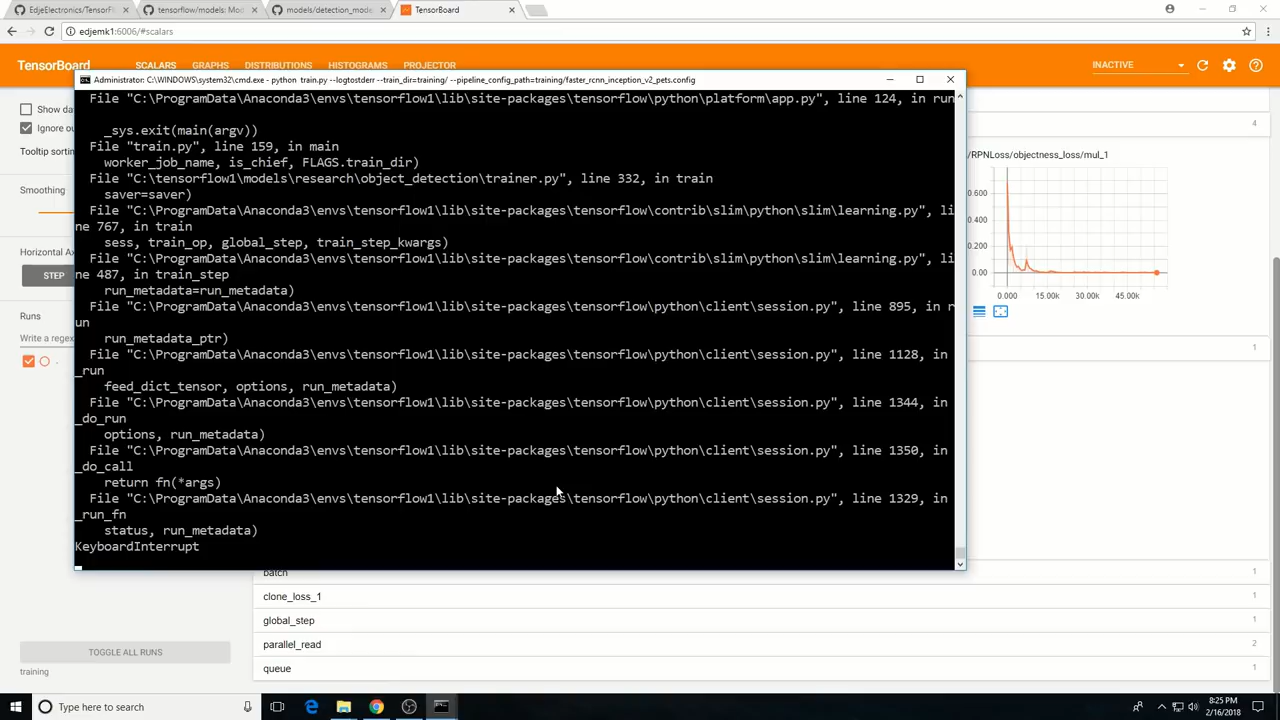 EdjeElectronics/TensorF
tensorflow/models: Mo
models/detection_mode
TensorBoard
edjemk1:6006/#scalars
TensorBoard
SCALARS
GRAPHS
DISTRIBUTIONS
HISTOGRAMS
PROJECTOR
INACTIVE
Administrator: C:\WINDOWS\system32\cmd.exe - python train.py --logtostderr --train_dir=training/ --pipeline_config_path=training/faster_rcnn_inception_v2_pets.config
File "C:\ProgramData\Anaconda3\envs\tensorflow1\lib\site-packages\tensorflow\python\platform\app.py", line 124, in run
_sys.exit(main(argv))
File "train.py", line 159, in main
worker_job_name, is_chief, FLAGS.train_dir)
File "C:\tensorflow1\models\research\object_detection\trainer.py", line 332, in train
saver=saver)
File "C:\ProgramData\Anaconda3\envs\tensorflow1\lib\site-packages\tensorflow\contrib\slim\python\slim\learning.py", li
ne 767, in train
sess, train_op, global_step, train_step_kwargs)
File "C:\ProgramData\Anaconda3\envs\tensorflow1\lib\site-packages\tensorflow\contrib\slim\python\slim\learning.py", li
ne 487, in train_step
run_metadata=run_metadata)
File "C:\ProgramData\Anaconda3\envs\tensorflow1\lib\site-packages\tensorflow\python\client\session.py", line 895, in r
un
run_metadata_ptr)
File "C:\ProgramData\Anaconda3\envs\tensorflow1\lib\site-packages\tensorflow\python\client\session.py", line 1128, in
_run
feed_dict_tensor, options, run_metadata)
File "C:\ProgramData\Anaconda3\envs\tensorflow1\lib\site-packages\tensorflow\python\client\session.py", line 1344, in
_do_run
options, run_metadata)
File "C:\ProgramData\Anaconda3\envs\tensorflow1\lib\site-packages\tensorflow\python\client\session.py", line 1350, in
_do_call
return fn(*args)
File "C:\ProgramData\Anaconda3\envs\tensorflow1\lib\site-packages\tensorflow\python\client\session.py", line 1329, in
_run_fn
status, run_metadata)
KeyboardInterrupt
Show da
Ignore ou
Tooltip sortin
Smoothing
Horizontal Ax
STEP
Runs
Write a regex
.
TOGGLE ALL RUNS
training
4
/RPNLoss/objectness_loss/mul_1
0.600
0.400
0.200
0.00
0.000 15.00k 30.00k 45.00k
1
batch 1
clone_loss_1 1
global_step 1
parallel_read 2
queue 1
Type here to search
8:25 PM
2/16/2018